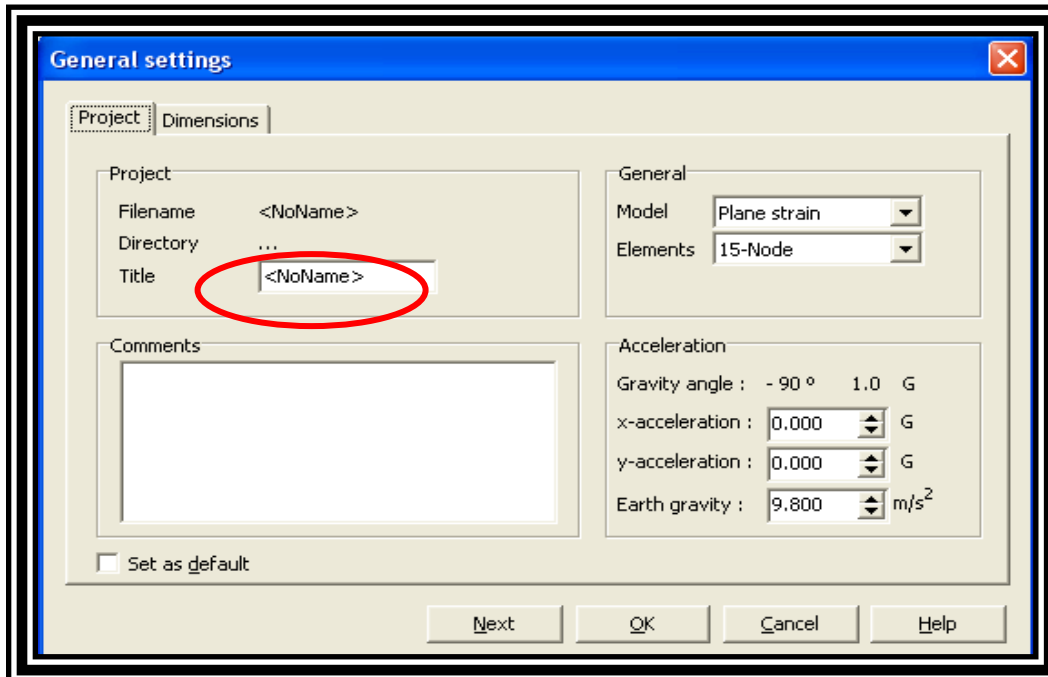 General settings
Project
Dimensions
Project
Filename <NoName>
Directory ...
Title <NoName>
General
Model Plane strain
Elements 15-Node
Comments
Acceleration
Gravity angle : - 90 º 1.0 G
x-acceleration : 0.000 G
y-acceleration : 0.000 G
Earth gravity : 9.800 m/s²
Set as default
Next
OK
Cancel
Help